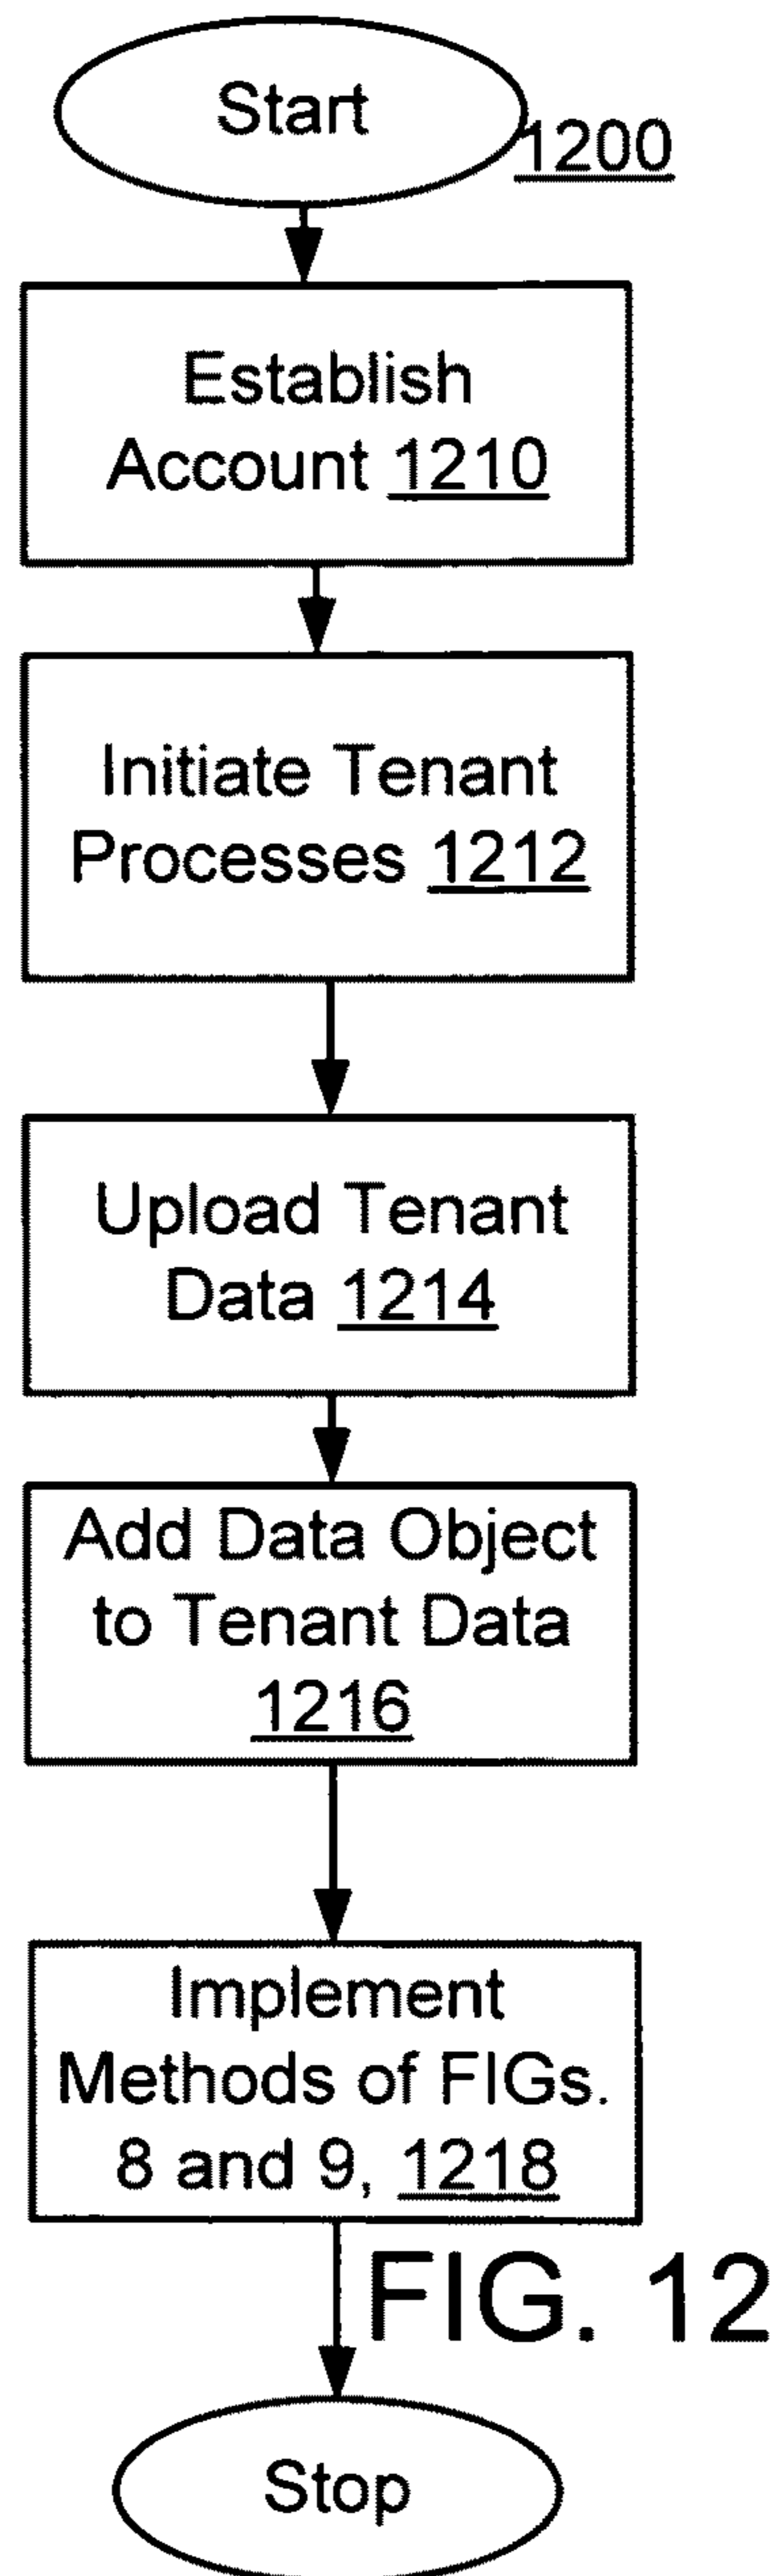 Start
1200
Establish
Account 1210
Initiate Tenant
Processes 1212
Upload Tenant
Data 1214
Add Data Object
to Tenant Data
1216
Implement
Methods of FIGs.
8 and 9, 1218
FIG. 12
Stop